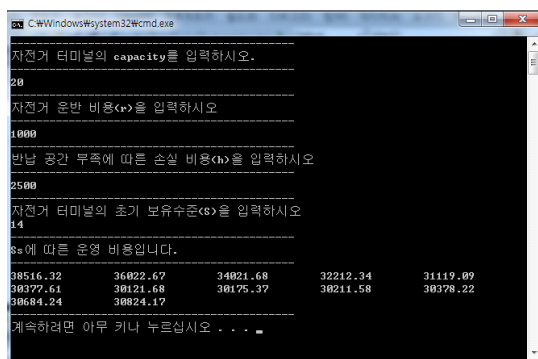 C:₩Windows₩system32₩cmd.exe
자전거 터미널의 capacity를 입력하시오.
20
자전거 운반 비용(r)을 입력하시오
1000
반납 공간 부족에 따른 손실 비용(h)을 입력하시오
2500
자전거 터미널의 초기 보유수준(S)을 입력하시오
14
Ss에 따른 운영 비용입니다.
38516.32 36022.67 34021.68 32212.34 31119.09
30377.61 30121.68 30175.37 30211.58 30378.22
30684.24 30824.17
계속하려면 아무 키나 누르십시오 . . .